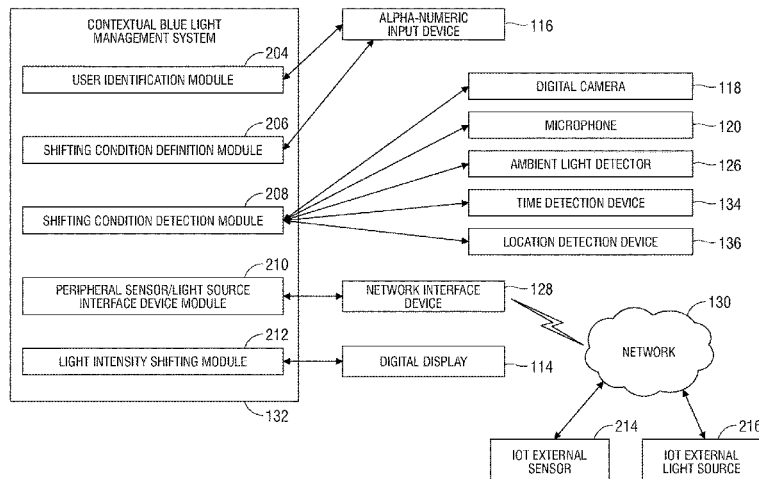 CONTEXTUAL BLUE LIGHT
MANAGEMENT SYSTEM
204
USER IDENTIFICATION MODULE
206
SHIFTING CONDITION DEFINITION MODULE
208
SHIFTING CONDITION DETECTION MODULE
210
PERIPHERAL SENSOR/LIGHT SOURCE
INTERFACE DEVICE MODULE
212
LIGHT INTENSITY SHIFTING MODULE
132
ALPHA-NUMERIC
INPUT DEVICE
116
DIGITAL CAMERA
118
MICROPHONE
120
AMBIENT LIGHT DETECTOR
126
TIME DETECTION DEVICE
134
LOCATION DETECTION DEVICE
136
NETWORK INTERFACE
DEVICE
128
DIGITAL DISPLAY
114
130
NETWORK
214
IOT EXTERNAL
SENSOR
216
IOT EXTERNAL
LIGHT SOURCE